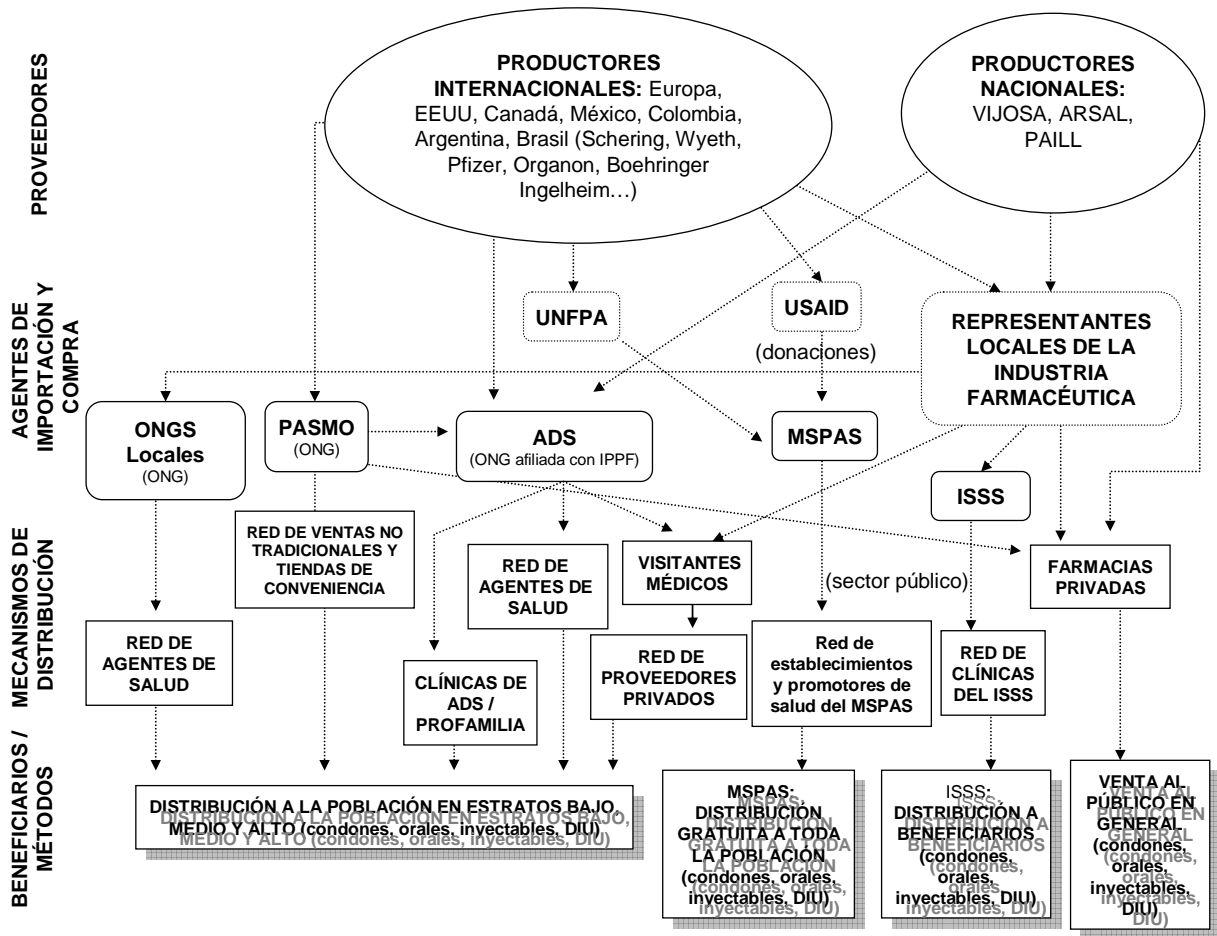 PROVEEDORES
PRODUCTORES
INTERNACIONALES: Europa,
EEUU, Canadá, México, Colombia,
Argentina, Brasil (Schering, Wyeth,
Pfizer, Organon, Boehringer
Ingelheim…)
PRODUCTORES
NACIONALES:
VIJOSA, ARSAL,
PAILL
AGENTES DE
IMPORTACIÓN Y
COMPRA
UNFPA
USAID
(donaciones)
REPRESENTANTES
LOCALES DE LA
INDUSTRIA
FARMACÉUTICA
ONGS
Locales
(ONG)
PASMO
(ONG)
ADS
(ONG afiliada con IPPF)
MSPAS
ISSS
MECANISMOS DE
DISTRIBUCIÓN
RED DE VENTAS NO
TRADICIONALES Y
TIENDAS DE
CONVENIENCIA
RED DE
AGENTES DE
SALUD
VISITANTES
MÉDICOS
(sector público)
FARMACIAS
PRIVADAS
RED DE
AGENTES DE
SALUD
CLÍNICAS DE
ADS /
PROFAMILIA
RED DE
PROVEEDORES
PRIVADOS
Red de
establecimientos
y promotores de
salud del MSPAS
RED DE
CLÍNICAS
DEL ISSS
BENEFICIARIOS /
MÉTODOS
DISTRIBUCIÓN A LA POBLACIÓN EN ESTRATOS BAJO,
MEDIO Y ALTO (condones, orales, inyectables, DIU)
MSPAS:
DISTRIBUCIÓN
GRATUITA A TODA
LA POBLACIÓN
(condones, orales,
inyectables, DIU)
ISSS:
DISTRIBUCIÓN A
BENEFICIARIOS
(condones,
orales,
inyectables, DIU)
VENTA AL
PÚBLICO EN
GENERAL
(condones,
orales,
inyectables,
DIU)